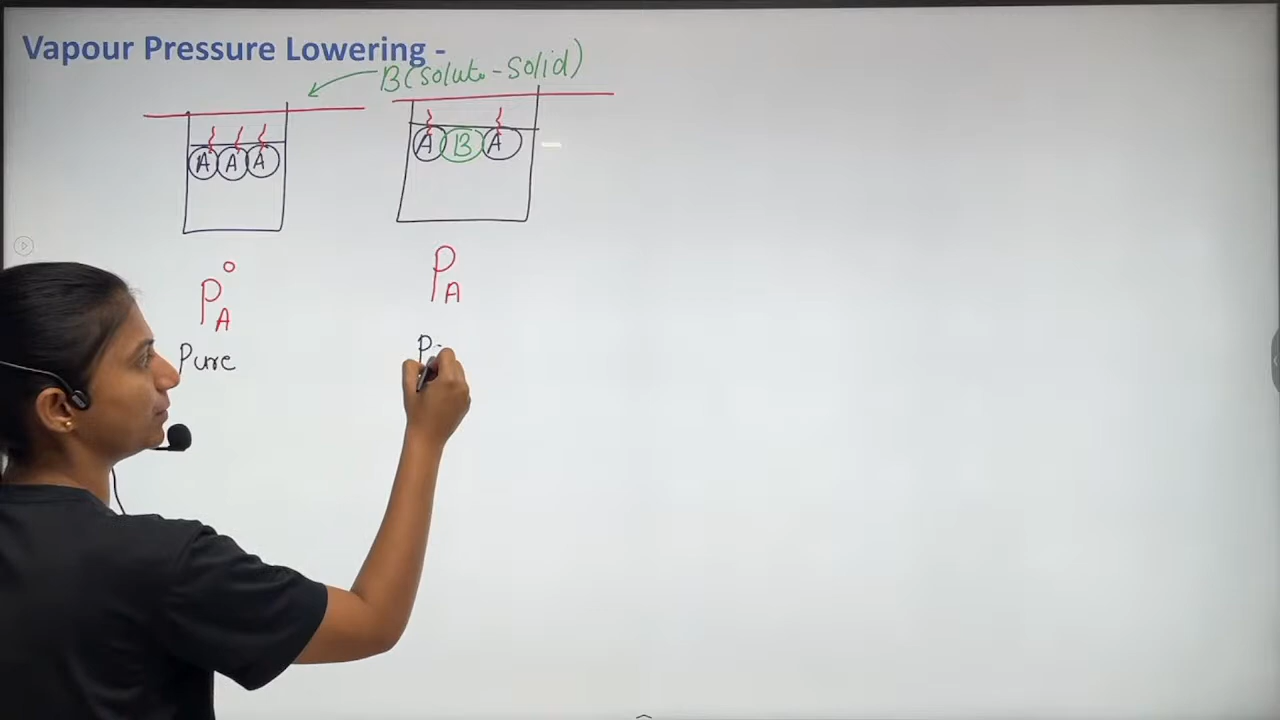 Vapour Pressure Lowering -
B(solute-solid)
A A A
A B A
P°A
PA
Pure
P